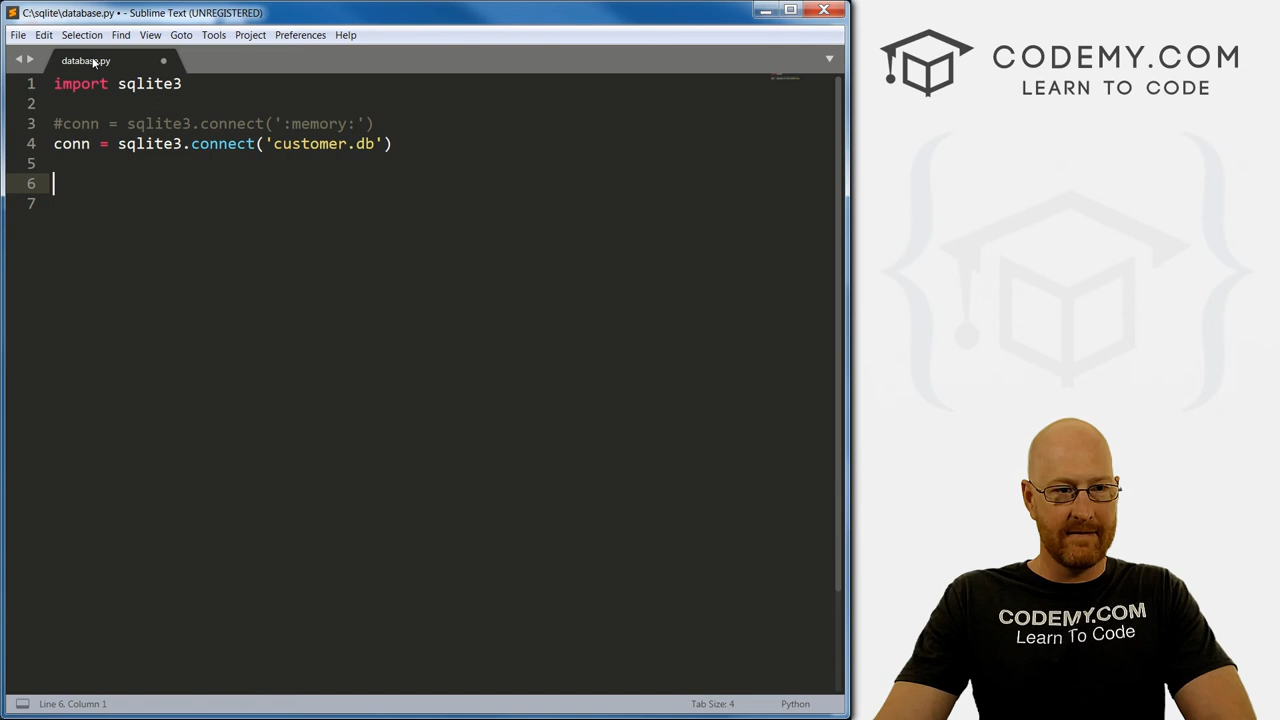 C:\sqlite\database.py • - Sublime Text (UNREGISTERED)
File Edit Selection Find View Goto Tools Project Preferences Help
database.py
1 import sqlite3
2
3 #conn = sqlite3.connect(':memory:')
4 conn = sqlite3.connect('customer.db')
5
6
7
Line 6, Column 1
Tab Size: 4
Python
CODEMY.COM
LEARN TO CODE
CODEMY.COM
Learn To Code